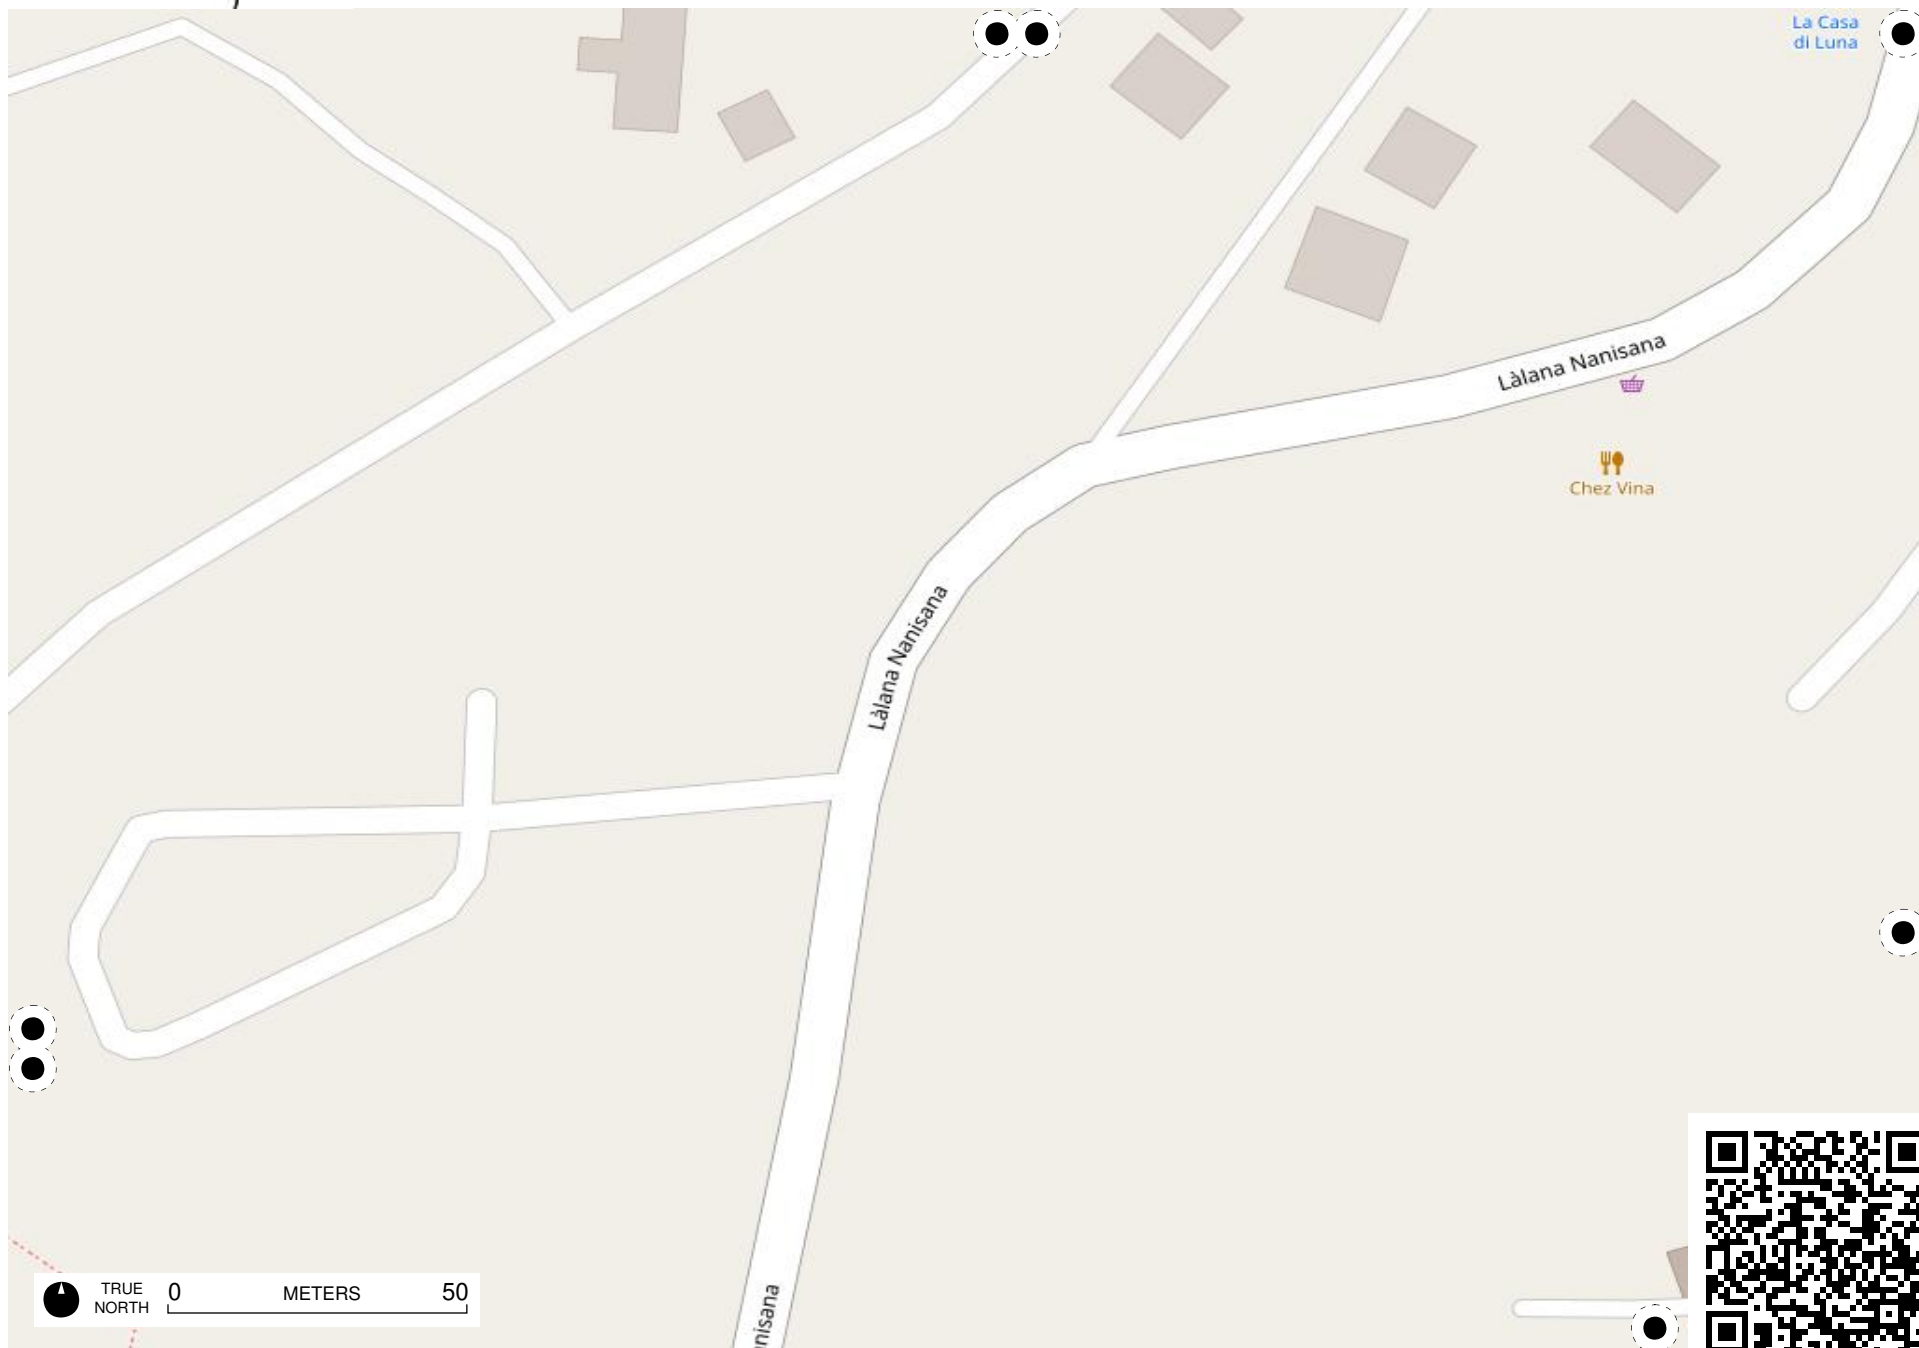 La Casa
di Luna
Làlana Nanisana
Chez Vina
Làlana Nanisana
TRUE
NORTH
0 METERS 50
nisana